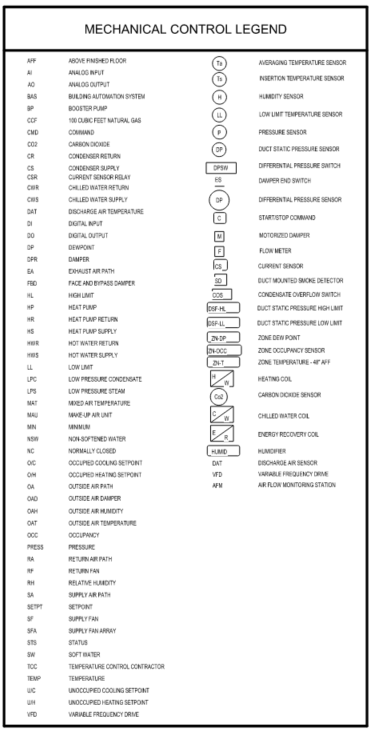 MECHANICAL CONTROL LEGEND
AFF ABOVE FINISHED FLOOR
AI ANALOG INPUT
AO ANALOG OUTPUT
BAS BUILDING AUTOMATION SYSTEM
BP BOOSTER PUMP
CCF 100 CUBIC FEET NATURAL GAS
CMD COMMAND
CO2 CARBON DIOXIDE
CR CONDENSER RETURN
CS CONDENSER SUPPLY
CSR CURRENT SENSOR RELAY
CWR CHILLED WATER RETURN
CWS CHILLED WATER SUPPLY
DAT DISCHARGE AIR TEMPERATURE
DI DIGITAL INPUT
DO DIGITAL OUTPUT
DP DEWPOINT
DPR DAMPER
EA EXHAUST AIR PATH
FBD FACE AND BYPASS DAMPER
HL HIGH LIMIT
HP HEAT PUMP
HR HEAT PUMP RETURN
HS HEAT PUMP SUPPLY
HWR HOT WATER RETURN
HWS HOT WATER SUPPLY
LL LOW LIMIT
LPC LOW PRESSURE CONDENSATE
LPS LOW PRESSURE STEAM
MAT MIXED AIR TEMPERATURE
MAU MAKE-UP AIR UNIT
MIN MINIMUM
NSW NON-SOFTENED WATER
NC NORMALLY CLOSED
O/C OCCUPIED COOLING SETPOINT
O/H OCCUPIED HEATING SETPOINT
OA OUTSIDE AIR PATH
OAD OUTSIDE AIR DAMPER
OAH OUTSIDE AIR HUMIDITY
OAT OUTSIDE AIR TEMPERATURE
OCC OCCUPANCY
PRESS PRESSURE
RA RETURN AIR PATH
RF RETURN FAN
RH RELATIVE HUMIDITY
SA SUPPLY AIR PATH
SETPT SETPOINT
SF SUPPLY FAN
SFA SUPPLY FAN ARRAY
STS STATUS
SW SOFT WATER
TCC TEMPERATURE CONTROL CONTRACTOR
TEMP TEMPERATURE
U/C UNOCCUPIED COOLING SETPOINT
U/H UNOCCUPIED HEATING SETPOINT
VFD VARIABLE FREQUENCY DRIVE
Ta AVERAGING TEMPERATURE SENSOR
Ts INSERTION TEMPERATURE SENSOR
H HUMIDITY SENSOR
LL LOW LIMIT TEMPERATURE SENSOR
P PRESSURE SENSOR
DP DUCT STATIC PRESSURE SENSOR
DPSW DIFFERENTIAL PRESSURE SWITCH
ES DAMPER END SWITCH
DP DIFFERENTIAL PRESSURE SENSOR
C START/STOP COMMAND
M MOTORIZED DAMPER
F FLOW METER
CS CURRENT SENSOR
SD DUCT MOUNTED SMOKE DETECTOR
COS CONDENSATE OVERFLOW SWITCH
DSF-HL DUCT STATIC PRESSURE HIGH LIMIT
DSF-LL DUCT STATIC PRESSURE LOW LIMIT
ZN-DP ZONE DEW POINT
ZN-OCC ZONE OCCUPANCY SENSOR
ZN-T ZONE TEMPERATURE - 48" AFF
H W HEATING COIL
Co2 CARBON DIOXIDE SENSOR
C W CHILLED WATER COIL
E R ENERGY RECOVERY COIL
HUMID HUMIDIFIER
DAT DISCHARGE AIR SENSOR
VFD VARIABLE FREQUENCY DRIVE
AFM AIR FLOW MONITORING STATION